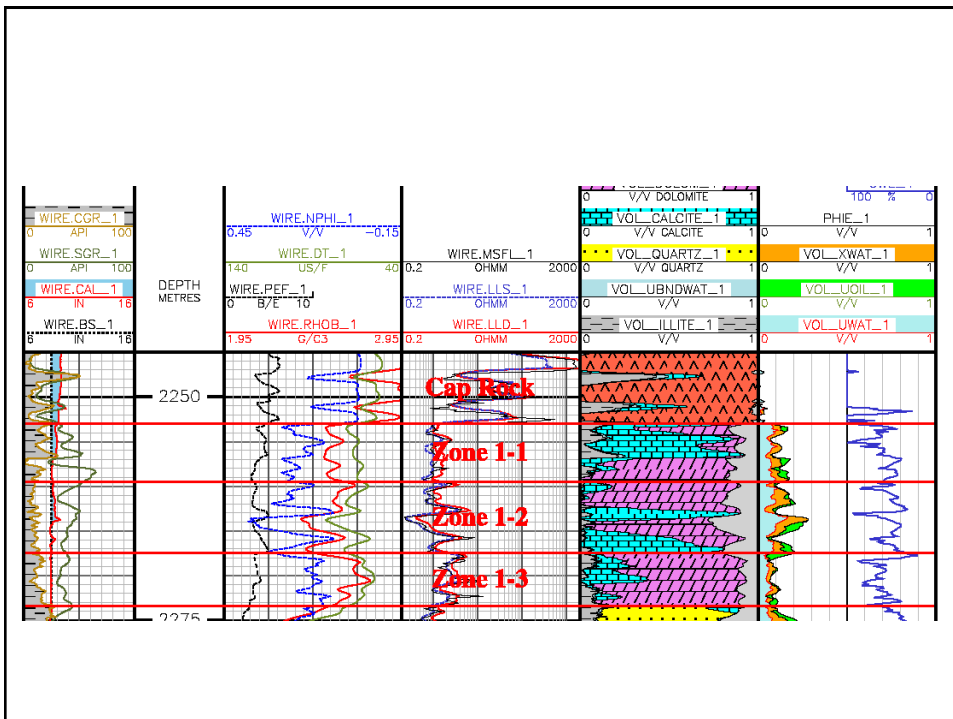 WIRE.CGR_1
0 API 100
WIRE.SGR_1
0 API 100
WIRE.CAL_1
6 IN 16
WIRE.BS_1
6 IN 16
DEPTH
METRES
WIRE.NPHI_1
0.45 V/V −0.15
WIRE.DT_1
140 US/F 40
WIRE.PEF_1
0 B/E 10
WIRE.RHOB_1
1.95 G/C3 2.95
WIRE.MSFL_1
0.2 OHMM 2000
WIRE.LLS_1
0.2 OHMM 2000
WIRE.LLD_1
0.2 OHMM 2000
VOL_DOLOM_1
0 V/V DOLOMITE 1
VOL_CALCITE_1
0 V/V CALCITE 1
VOL_QUARTZ_1
0 V/V QUARTZ 1
VOL_UBNDWAT_1
0 V/V 1
VOL_ILLITE_1
0 V/V 1
100 % 0
PHIE_1
0 V/V 1
VOL_XWAT_1
0 V/V 1
VOL_UOIL_1
0 V/V 1
VOL_UWAT_1
0 V/V 1
2250
Cap Rock
Zone 1-1
Zone 1-2
Zone 1-3
2275